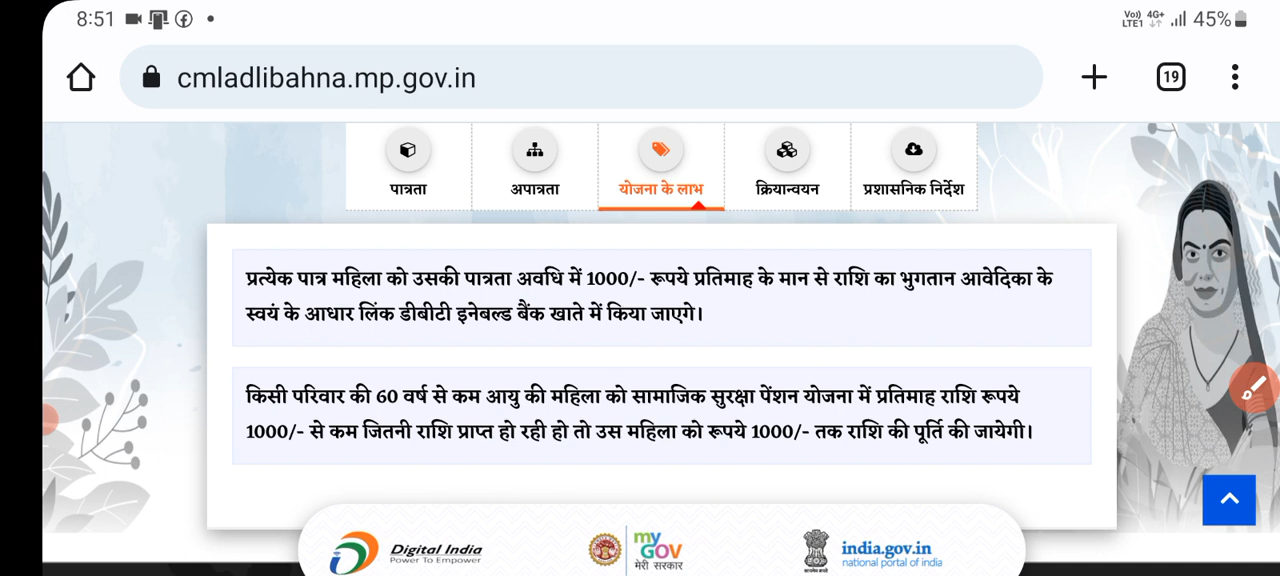 8:51
Vo)) 4G+
LTE1
45%
cmladlibahna.mp.gov.in
19
पात्रता
अपात्रता
योजना के लाभ
क्रियान्वयन
प्रशासनिक निर्देश
प्रत्येक पात्र महिला को उसकी पात्रता अवधि में 1000/- रूपये प्रतिमाह के मान से राशि का भुगतान आवेदिका के
स्वयं के आधार लिंक डीबीटी इनेबल्ड बैंक खाते में किया जाएगे।
किसी परिवार की 60 वर्ष से कम आयु की महिला को सामाजिक सुरक्षा पेंशन योजना में प्रतिमाह राशि रूपये
1000/- से कम जितनी राशि प्राप्त हो रही हो तो उस महिला को रूपये 1000/- तक राशि की पूर्ति की जायेगी।
Digital India
Power To Empower
my
GOV
मेरी सरकार
india.gov.in
national portal of india